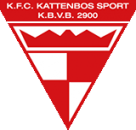 K.F.C. KATTENBOS SPORT
K.B.V.B. 2900